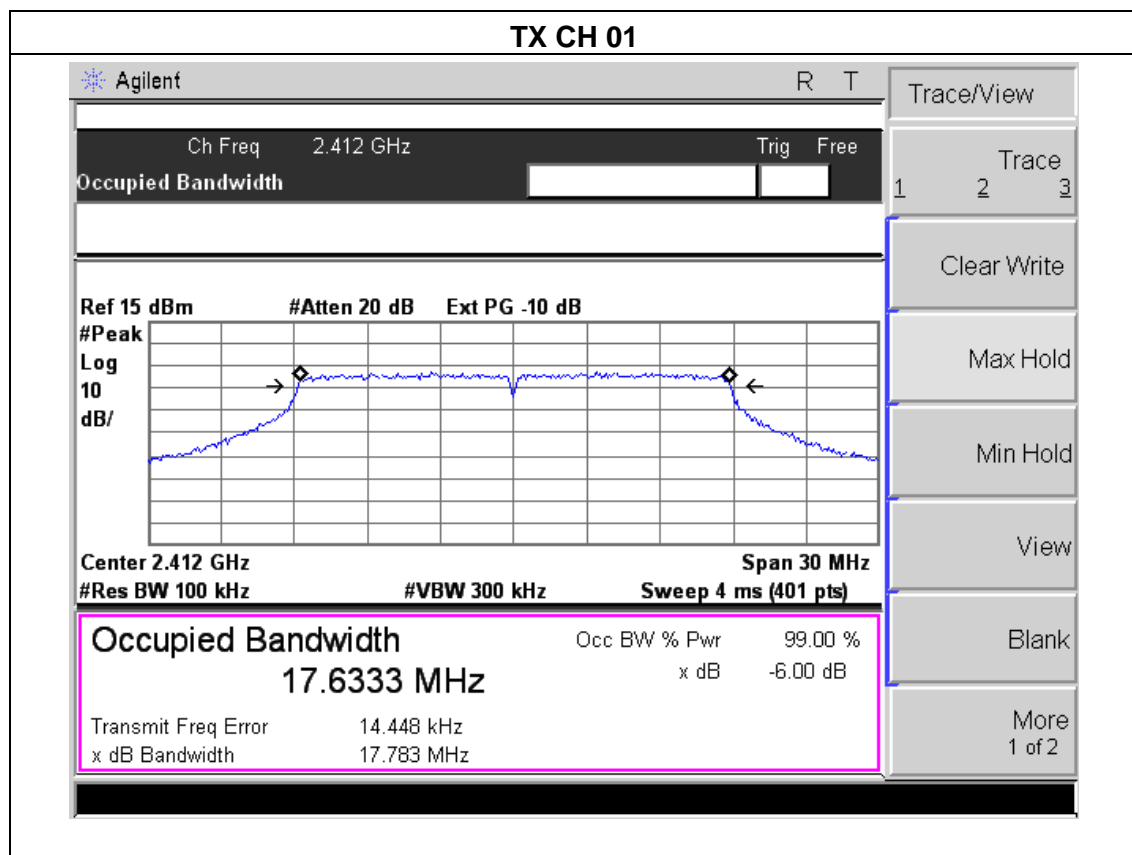 TX CH 01
Agilent R T
Trace/View
Ch Freq 2.412 GHz Trig Free
Occupied Bandwidth
Trace
1 2 3
Clear Write
Ref 15 dBm #Atten 20 dB Ext PG -10 dB
#Peak
Log
10
dB/
Max Hold
Min Hold
View
Center 2.412 GHz Span 30 MHz
#Res BW 100 kHz #VBW 300 kHz Sweep 4 ms (401 pts)
Occupied Bandwidth Occ BW % Pwr 99.00 %
17.6333 MHz x dB -6.00 dB
Blank
Transmit Freq Error 14.448 kHz
x dB Bandwidth 17.783 MHz
More
1 of 2